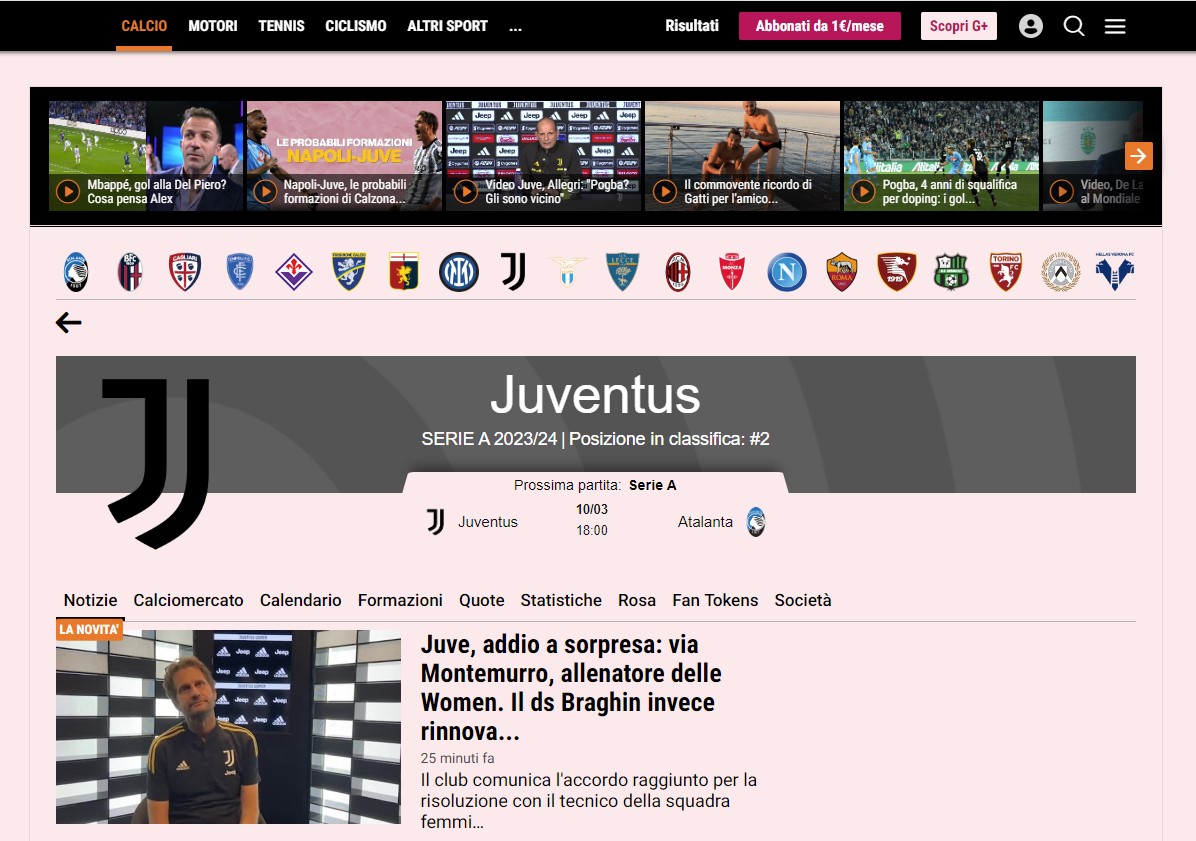 CALCIO MOTORI TENNIS CICLISMO ALTRI SPORT ... Risultati Abbonati da 1€/mese Scopri G+
Mbappé, gol alla Del Piero?
Cosa pensa Alex
LE PROBABILI FORMAZIONI
NAPOLI-JUVE
Napoli-Juve, le probabili
formazioni di Calzona...
Video Juve, Allegri: "Pogba?
Gli sono vicino"
Il commovente ricordo di
Gatti per l'amico...
Pogba, 4 anni di squalifica
per doping: i gol...
Video, De La
al Mondiale
Juventus
SERIE A 2023/24 | Posizione in classifica: #2
Prossima partita: Serie A
Juventus 10/03 Atalanta
18:00
Notizie Calciomercato Calendario Formazioni Quote Statistiche Rosa Fan Tokens Società
LA NOVITA'
Juve, addio a sorpresa: via
Montemurro, allenatore delle
Women. Il ds Braghin invece
rinnova...
25 minuti fa
Il club comunica l'accordo raggiunto per la
risoluzione con il tecnico della squadra
femmi...